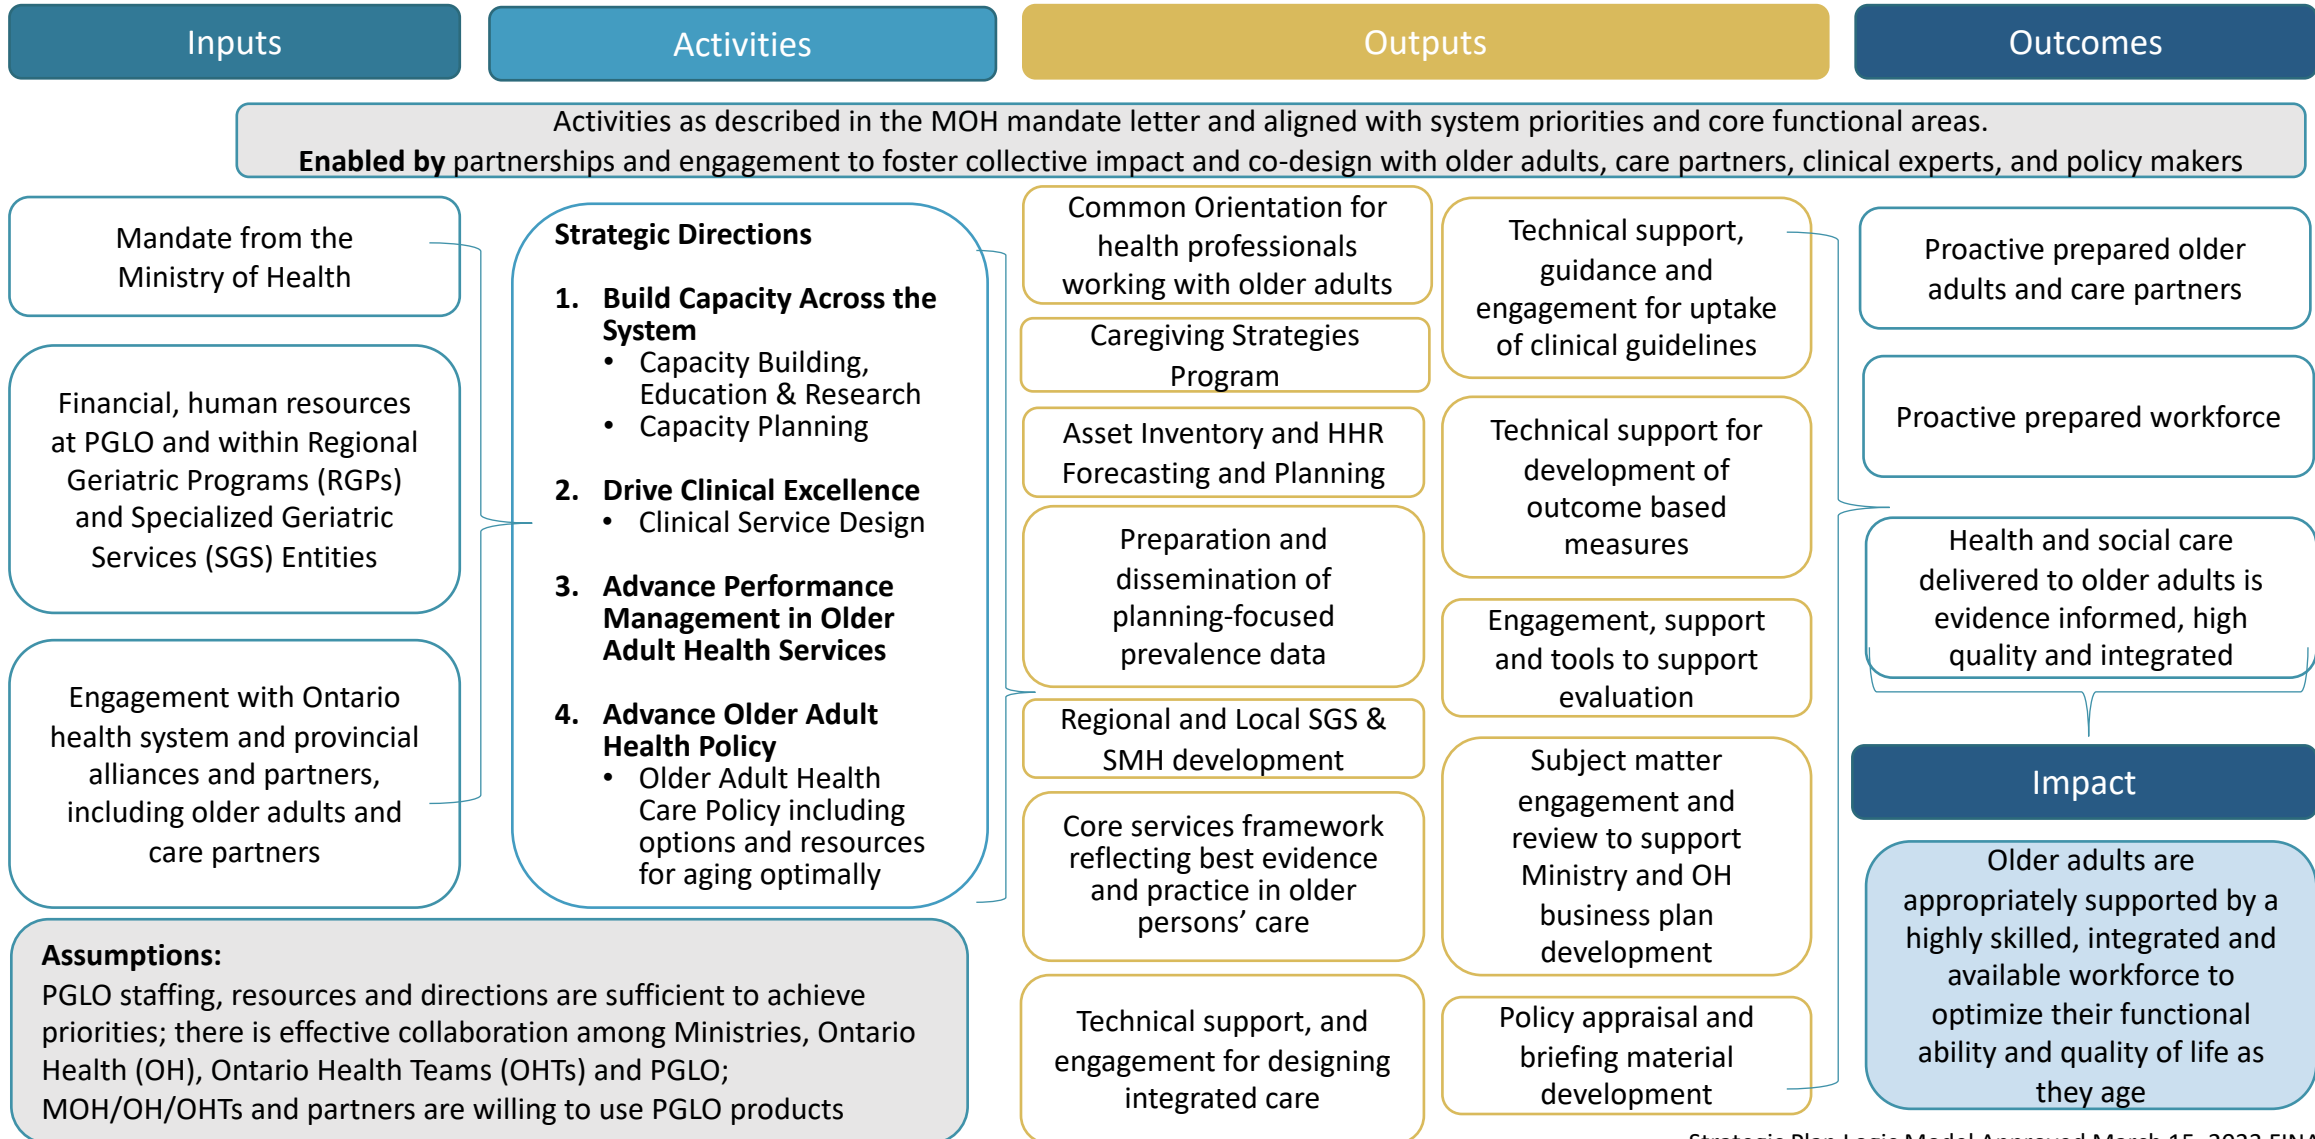 Inputs
Activities
Outputs
Outcomes
Activities as described in the MOH mandate letter and aligned with system priorities and core functional areas.
Enabled by partnerships and engagement to foster collective impact and co-design with older adults, care partners, clinical experts, and policy makers
Mandate from the
Ministry of Health
Financial, human resources
at PGLO and within Regional
Geriatric Programs (RGPs)
and Specialized Geriatric
Services (SGS) Entities
Engagement with Ontario
health system and provincial
alliances and partners,
including older adults and
care partners
Strategic Directions
1. Build Capacity Across the
System
• Capacity Building,
Education & Research
• Capacity Planning
2. Drive Clinical Excellence
• Clinical Service Design
3. Advance Performance
Management in Older
Adult Health Services
4. Advance Older Adult
Health Policy
• Older Adult Health
Care Policy including
options and resources
for aging optimally
Common Orientation for
health professionals
working with older adults
Caregiving Strategies
Program
Asset Inventory and HHR
Forecasting and Planning
Preparation and
dissemination of
planning-focused
prevalence data
Regional and Local SGS &
SMH development
Core services framework
reflecting best evidence
and practice in older
persons’ care
Technical support, and
engagement for designing
integrated care
Technical support,
guidance and
engagement for uptake
of clinical guidelines
Technical support for
development of
outcome based
measures
Engagement, support
and tools to support
evaluation
Subject matter
engagement and
review to support
Ministry and OH
business plan
development
Policy appraisal and
briefing material
development
Proactive prepared older
adults and care partners
Proactive prepared workforce
Health and social care
delivered to older adults is
evidence informed, high
quality and integrated
Impact
Older adults are
appropriately supported by a
highly skilled, integrated and
available workforce to
optimize their functional
ability and quality of life as
they age
Assumptions:
PGLO staffing, resources and directions are sufficient to achieve
priorities; there is effective collaboration among Ministries, Ontario
Health (OH), Ontario Health Teams (OHTs) and PGLO;
MOH/OH/OHTs and partners are willing to use PGLO products
Strategic Plan Logic Model Approved March 15, 2022